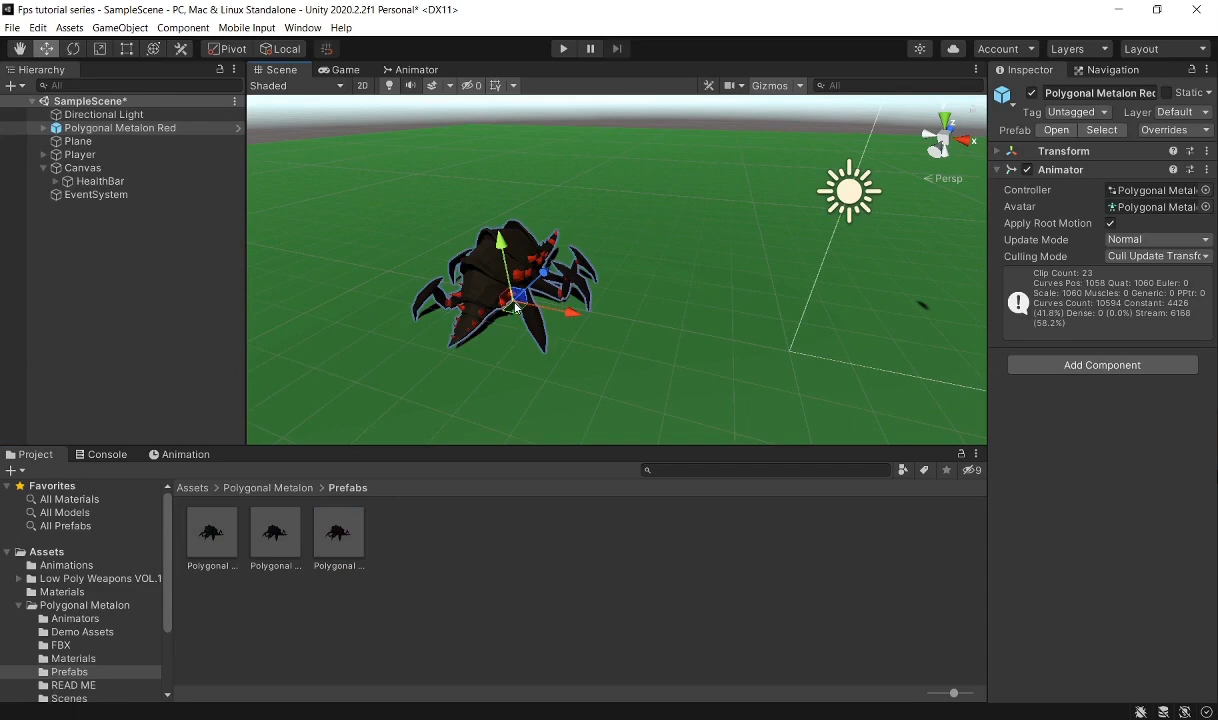 Fps tutorial series - SampleScene - PC, Mac & Linux Standalone - Unity 2020.2.2f1 Personal* <DX11>
File Edit Assets GameObject Component Mobile Input Window Help
Pivot Local Account Layers Layout
Hierarchy
All
SampleScene*
Directional Light
Polygonal Metalon Red
Plane
Player
Canvas
HealthBar
EventSystem
Scene Game Animator
Shaded 2D 0 Gizmos All
y
z
x
Persp
Inspector Navigation
Polygonal Metalon Rec Static
Tag Untagged Layer Default
Prefab Open Select Overrides
Transform
Animator
Controller Polygonal Metal
Avatar Polygonal Metal
Apply Root Motion
Update Mode Normal
Culling Mode Cull Update Transfc
Clip Count: 23
Curves Pos: 1058 Quat: 1060 Euler: 0
Scale: 1060 Muscles: 0 Generic: 0 PPtr: 0
Curves Count: 10594 Constant: 4426
(41.8%) Dense: 0 (0.0%) Stream: 6168
(58.2%)
Add Component
Project Console Animation
9
Favorites
All Materials
All Models
All Prefabs
Assets
Animations
Low Poly Weapons VOL.1
Materials
Polygonal Metalon
Animators
Demo Assets
FBX
Materials
Prefabs
READ ME
Scenes
Assets > Polygonal Metalon > Prefabs
Polygonal ... Polygonal ... Polygonal ...